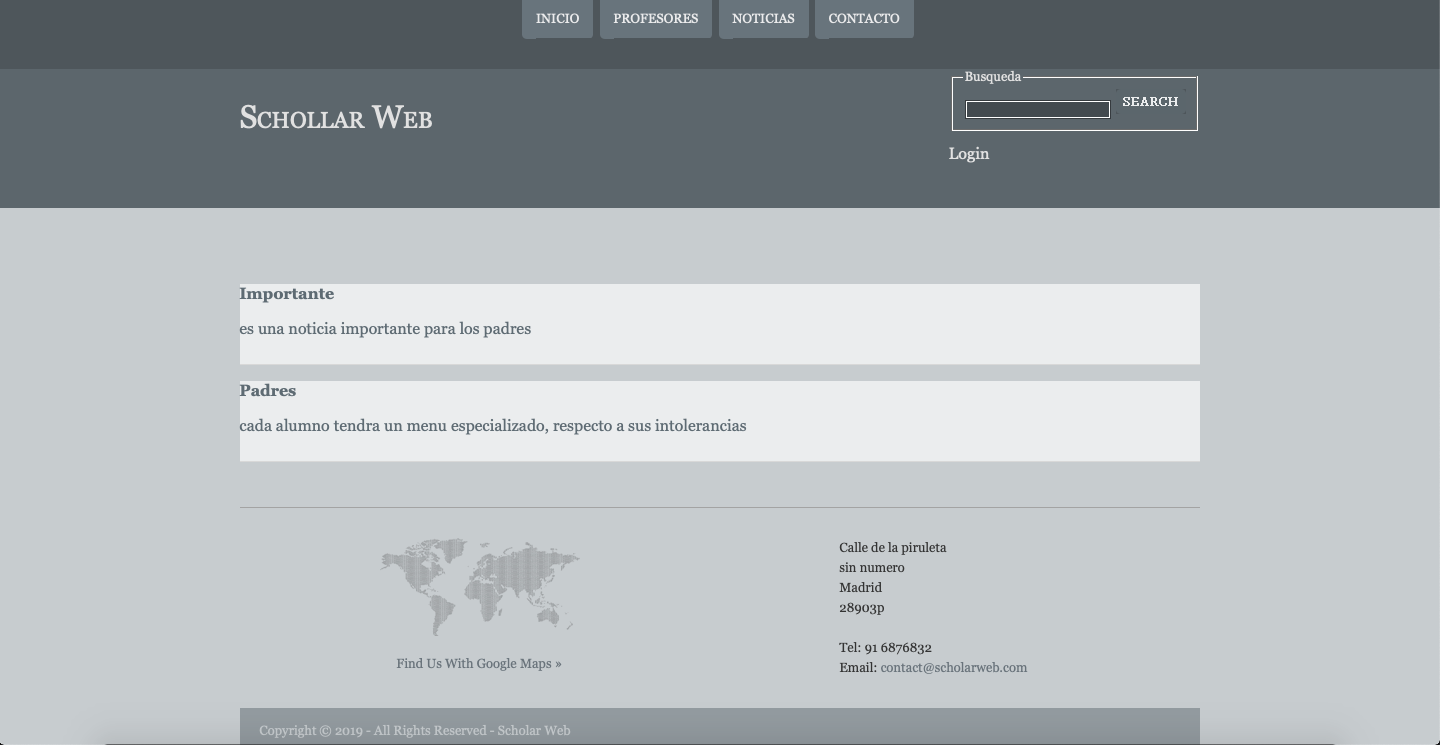 INICIO PROFESORES NOTICIAS CONTACTO
Busqueda
SEARCH
Schollar Web
Login
Importante
es una noticia importante para los padres
Padres
cada alumno tendra un menu especializado, respecto a sus intolerancias
Find Us With Google Maps »
Calle de la piruleta
sin numero
Madrid
28903p
Tel: 91 6876832
Email: contact@scholarweb.com
Copyright © 2019 - All Rights Reserved - Scholar Web